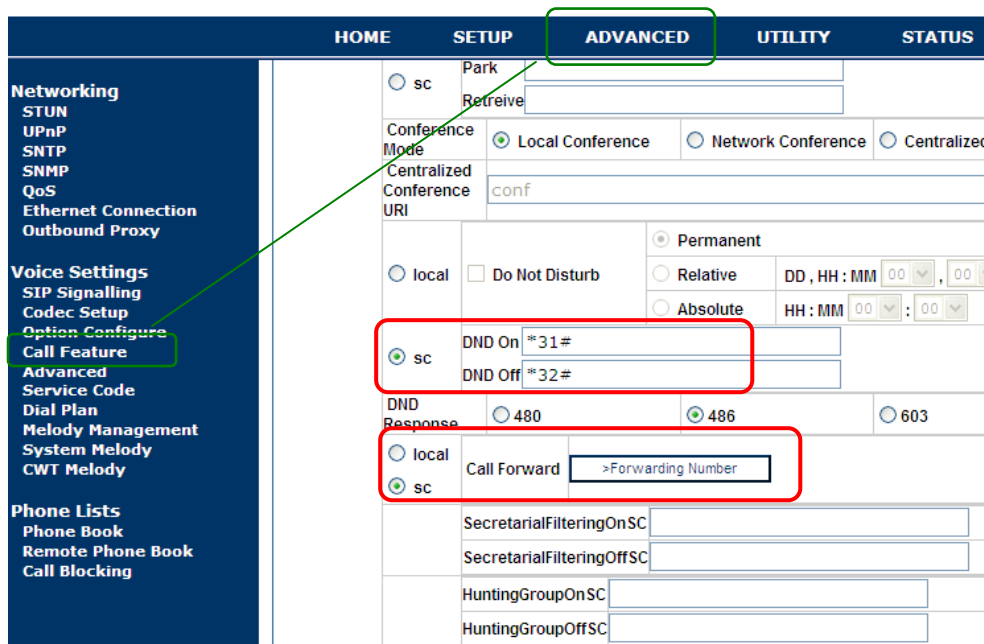 HOME SETUP ADVANCED UTILITY STATUS
Networking
STUN
UPnP
SNTP
SNMP
QoS
Ethernet Connection
Outbound Proxy
Voice Settings
SIP Signalling
Codec Setup
Option Configure
Call Feature
Advanced
Service Code
Dial Plan
Melody Management
System Melody
CWT Melody
Phone Lists
Phone Book
Remote Phone Book
Call Blocking
sc
Park
Retreive
Conference
Mode
Local Conference Network Conference Centralized
Centralized
Conference
URI
conf
local Do Not Disturb
Permanent
Relative DD , HH : MM 00 , 00
Absolute HH : MM 00 : 00
sc
DND On *31#
DND Off *32#
DND
Response
480 486 603
local
sc
Call Forward >Forwarding Number
SecretarialFilteringOnSC
SecretarialFilteringOffSC
HuntingGroupOnSC
HuntingGroupOffSC